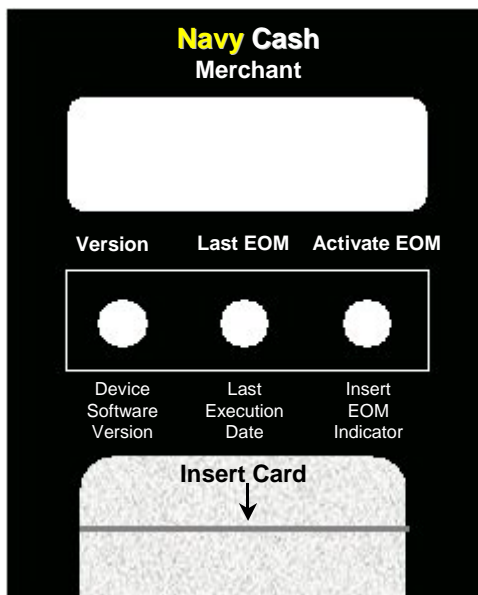 Navy Cash
Merchant
Version Last EOM Activate EOM
Device Software Version
Last Execution Date
Insert EOM Indicator
Insert Card